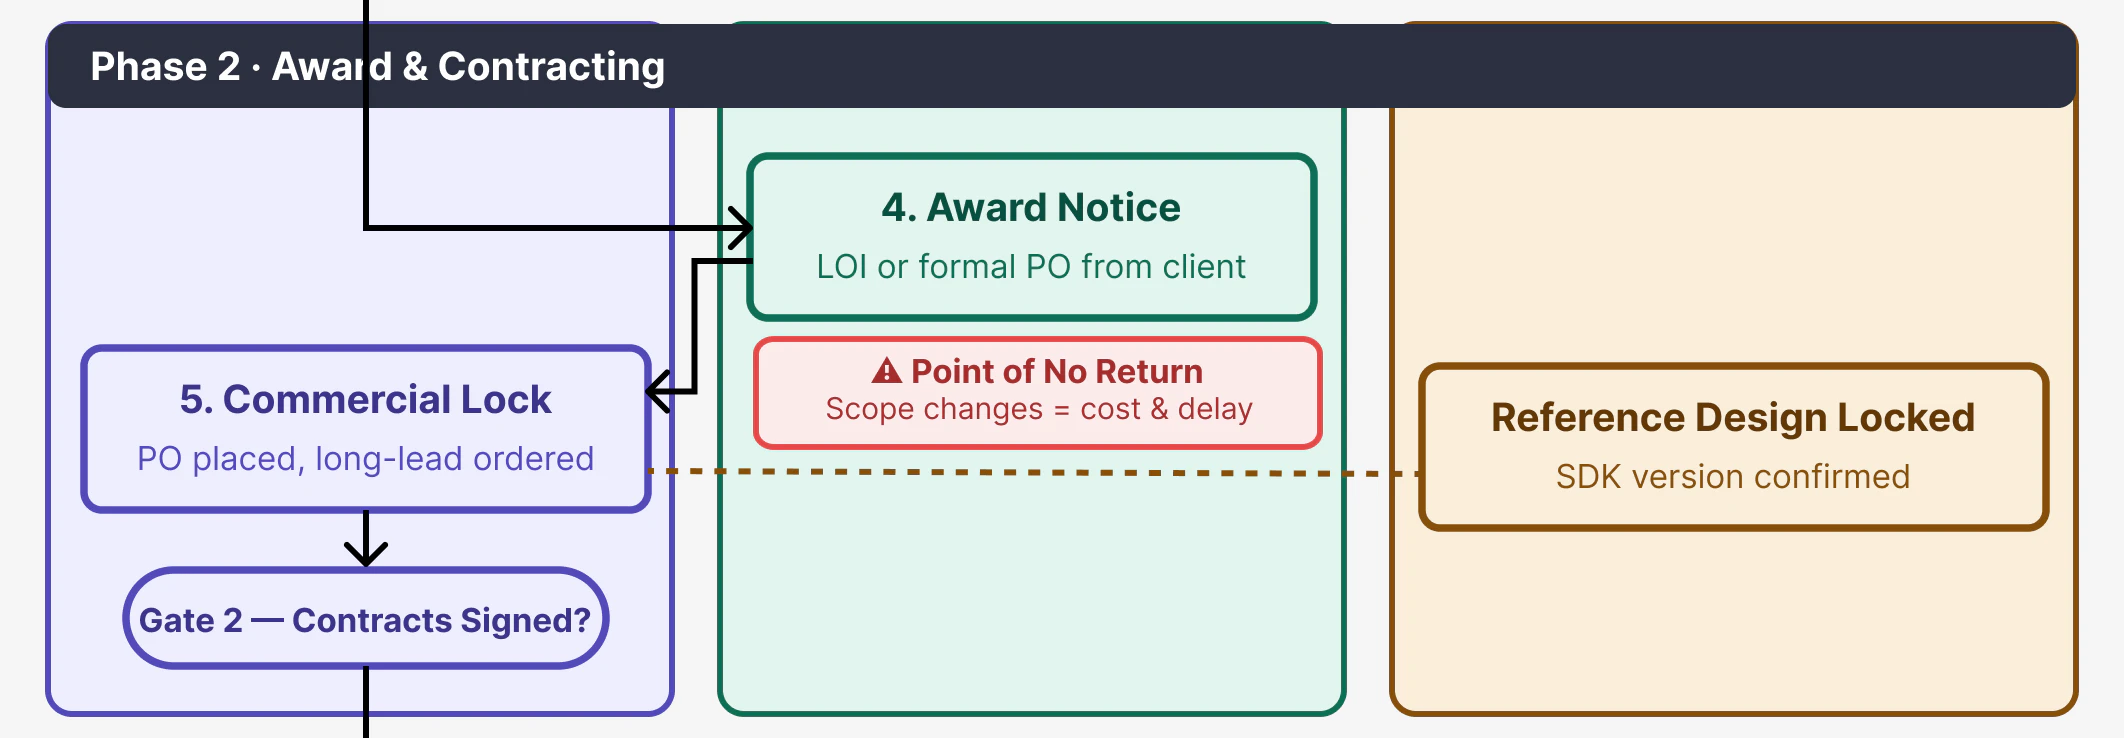 Phase 2 · Award & Contracting
4. Award Notice
LOI or formal PO from client
⚠ Point of No Return
Scope changes = cost & delay
5. Commercial Lock
PO placed, long-lead ordered
Reference Design Locked
SDK version confirmed
Gate 2 — Contracts Signed?